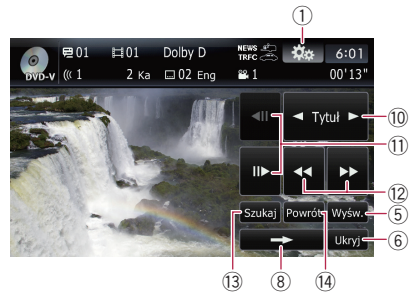 ①
01 01 Dolby D NEWS TRFC 6:01
DVD-V 1 2 Ka 02 Eng 1 00'13"
◄ Tytuł ► ⑩
⑪
◄◄ ►►
⑫
Szukaj Powrót Wyśw. ⑤
Ukryj ⑥
⑬ ⑧ ⑭